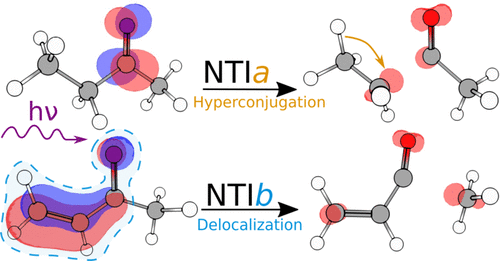 NTIa
Hyperconjugation
hν
NTIb
Delocalization